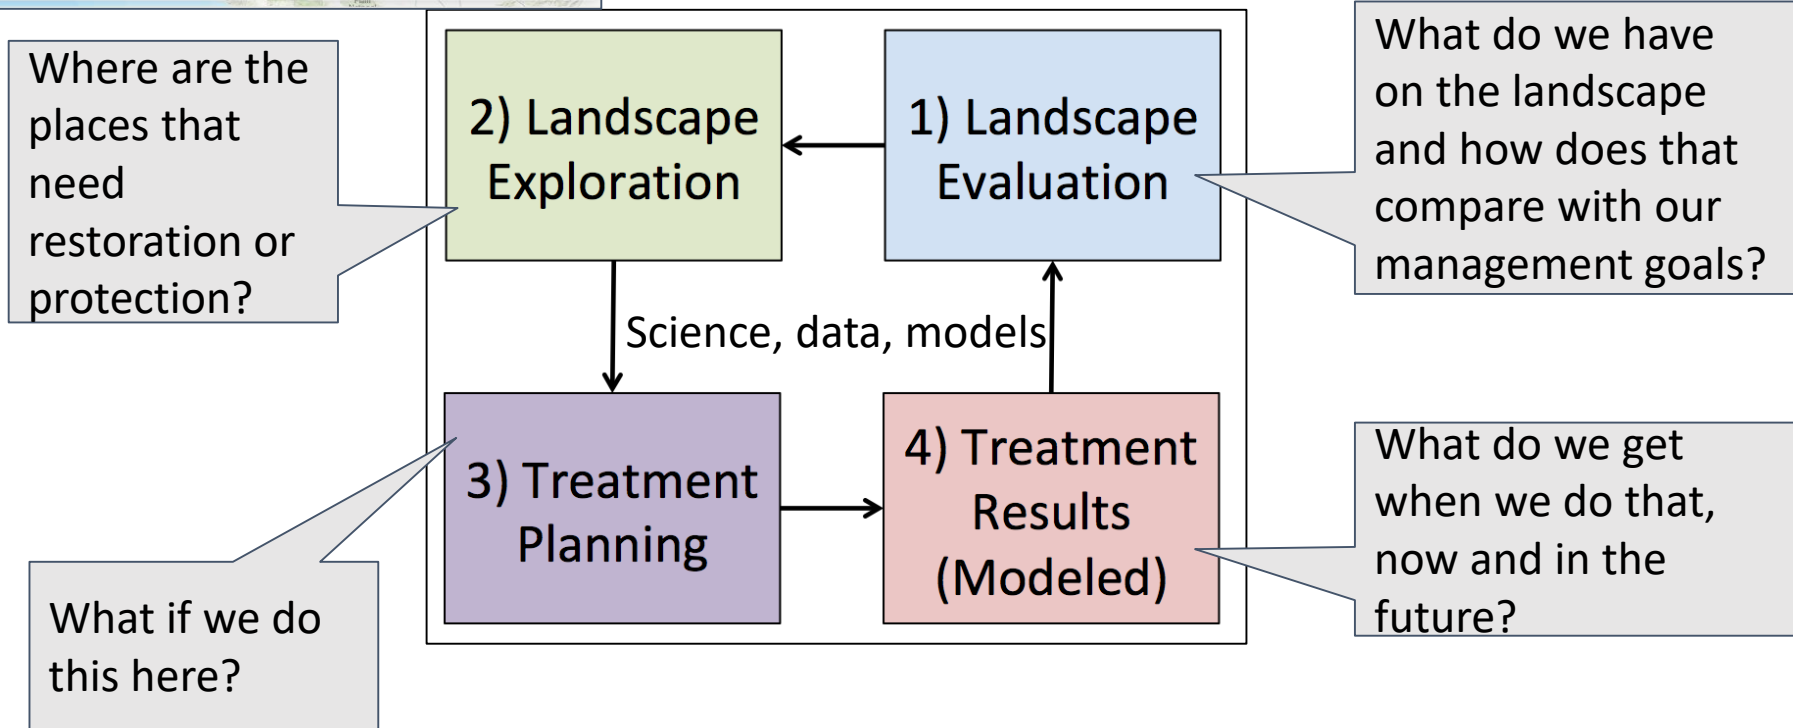 Where are the
places that
need
restoration or
protection?
2) Landscape
Exploration
1) Landscape
Evaluation
What do we have
on the landscape
and how does that
compare with our
management goals?
Science, data, models
3) Treatment
Planning
4) Treatment
Results
(Modeled)
What if we do
this here?
What do we get
when we do that,
now and in the
future?